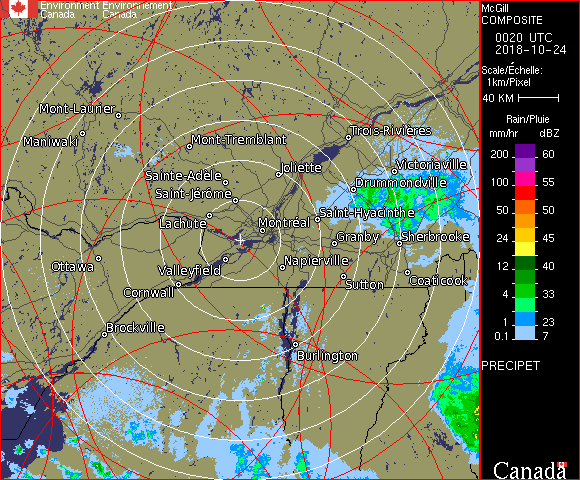 Environment Environnement
Canada Canada
McGill
COMPOSITE
0020 UTC
2018-10-24
Scale/Échelle:
1km/Pixel
40 KM
Rain/Pluie
mm/hr dBZ
200 60
100 55
50 50
24 45
12 40
4 33
1 23
0.1 7
PRECIPET
Canada
Mont-Laurier
Maniwaki
Mont-Tremblant
Trois-Rivières
Sainte-Adèle
Joliette
Victoriaville
Saint-Jérôme
Drummondville
Lachute
Montréal
Saint-Hyacinthe
Granby
Sherbrooke
Ottawa
Valleyfield
Napierville
Cornwall
Sutton
Coaticook
Brockville
Burlington